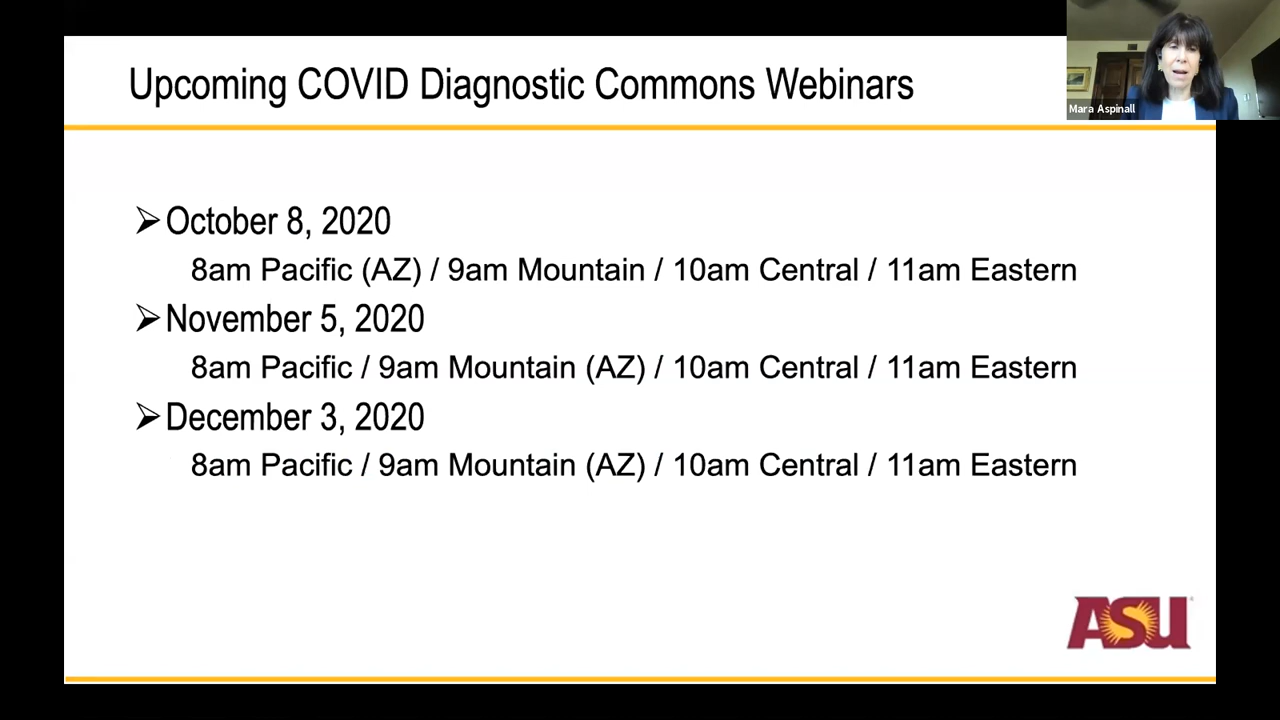 Upcoming COVID Diagnostic Commons Webinars
Mara Aspinall
October 8, 2020
8am Pacific (AZ) / 9am Mountain / 10am Central / 11am Eastern
November 5, 2020
8am Pacific / 9am Mountain (AZ) / 10am Central / 11am Eastern
December 3, 2020
8am Pacific / 9am Mountain (AZ) / 10am Central / 11am Eastern
ASU